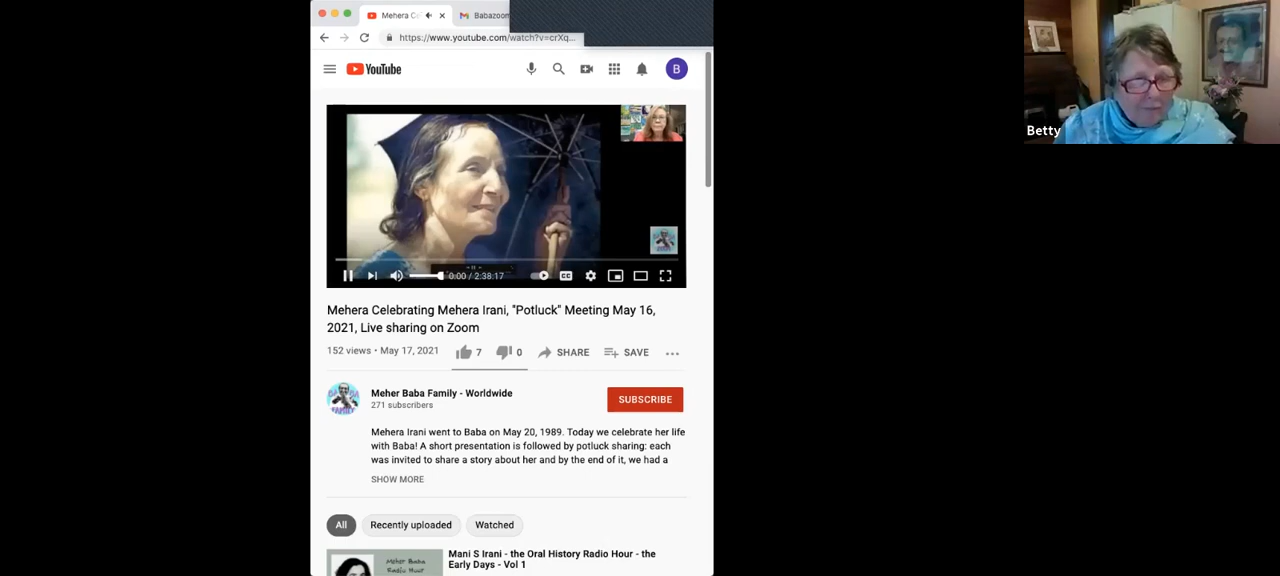 Mehera Ce
Babazoom
https://www.youtube.com/watch?v=crXq...
YouTube
B
0:00 / 2:38:17
Mehera Celebrating Mehera Irani, "Potluck" Meeting May 16,
2021, Live sharing on Zoom
152 views • May 17, 2021
7
0
SHARE
SAVE
Meher Baba Family - Worldwide
271 subscribers
SUBSCRIBE
Mehera Irani went to Baba on May 20, 1989. Today we celebrate her life
with Baba! A short presentation is followed by potluck sharing: each
was invited to share a story about her and by the end of it, we had a
SHOW MORE
All
Recently uploaded
Watched
Meher Baba
Radio Hour
Mani S Irani - the Oral History Radio Hour - the
Early Days - Vol 1
Betty